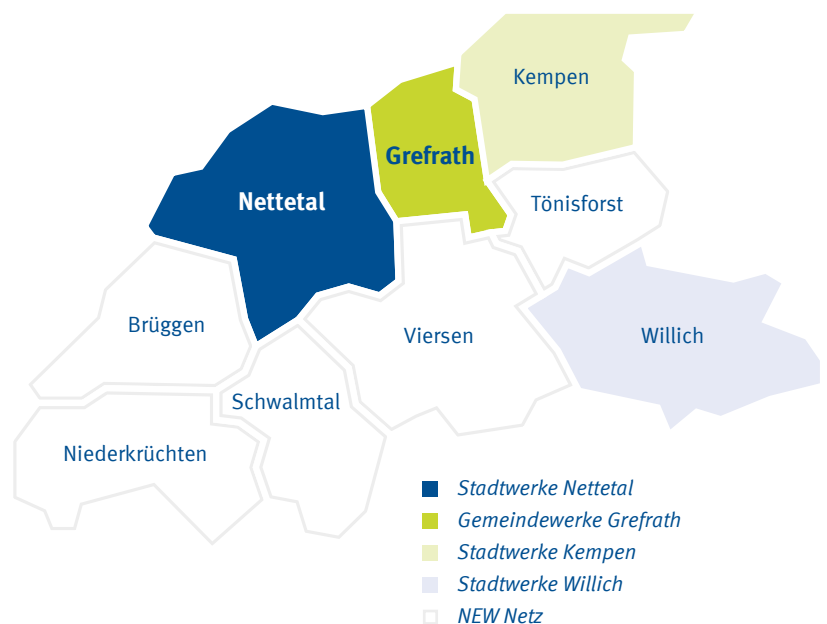 Kempen
Grefrath
Nettetal
Tönisforst
Brüggen
Viersen
Willich
Schwalmtal
Niederkrüchten
Stadtwerke Nettetal
Gemeindewerke Grefrath
Stadtwerke Kempen
Stadtwerke Willich
NEW Netz